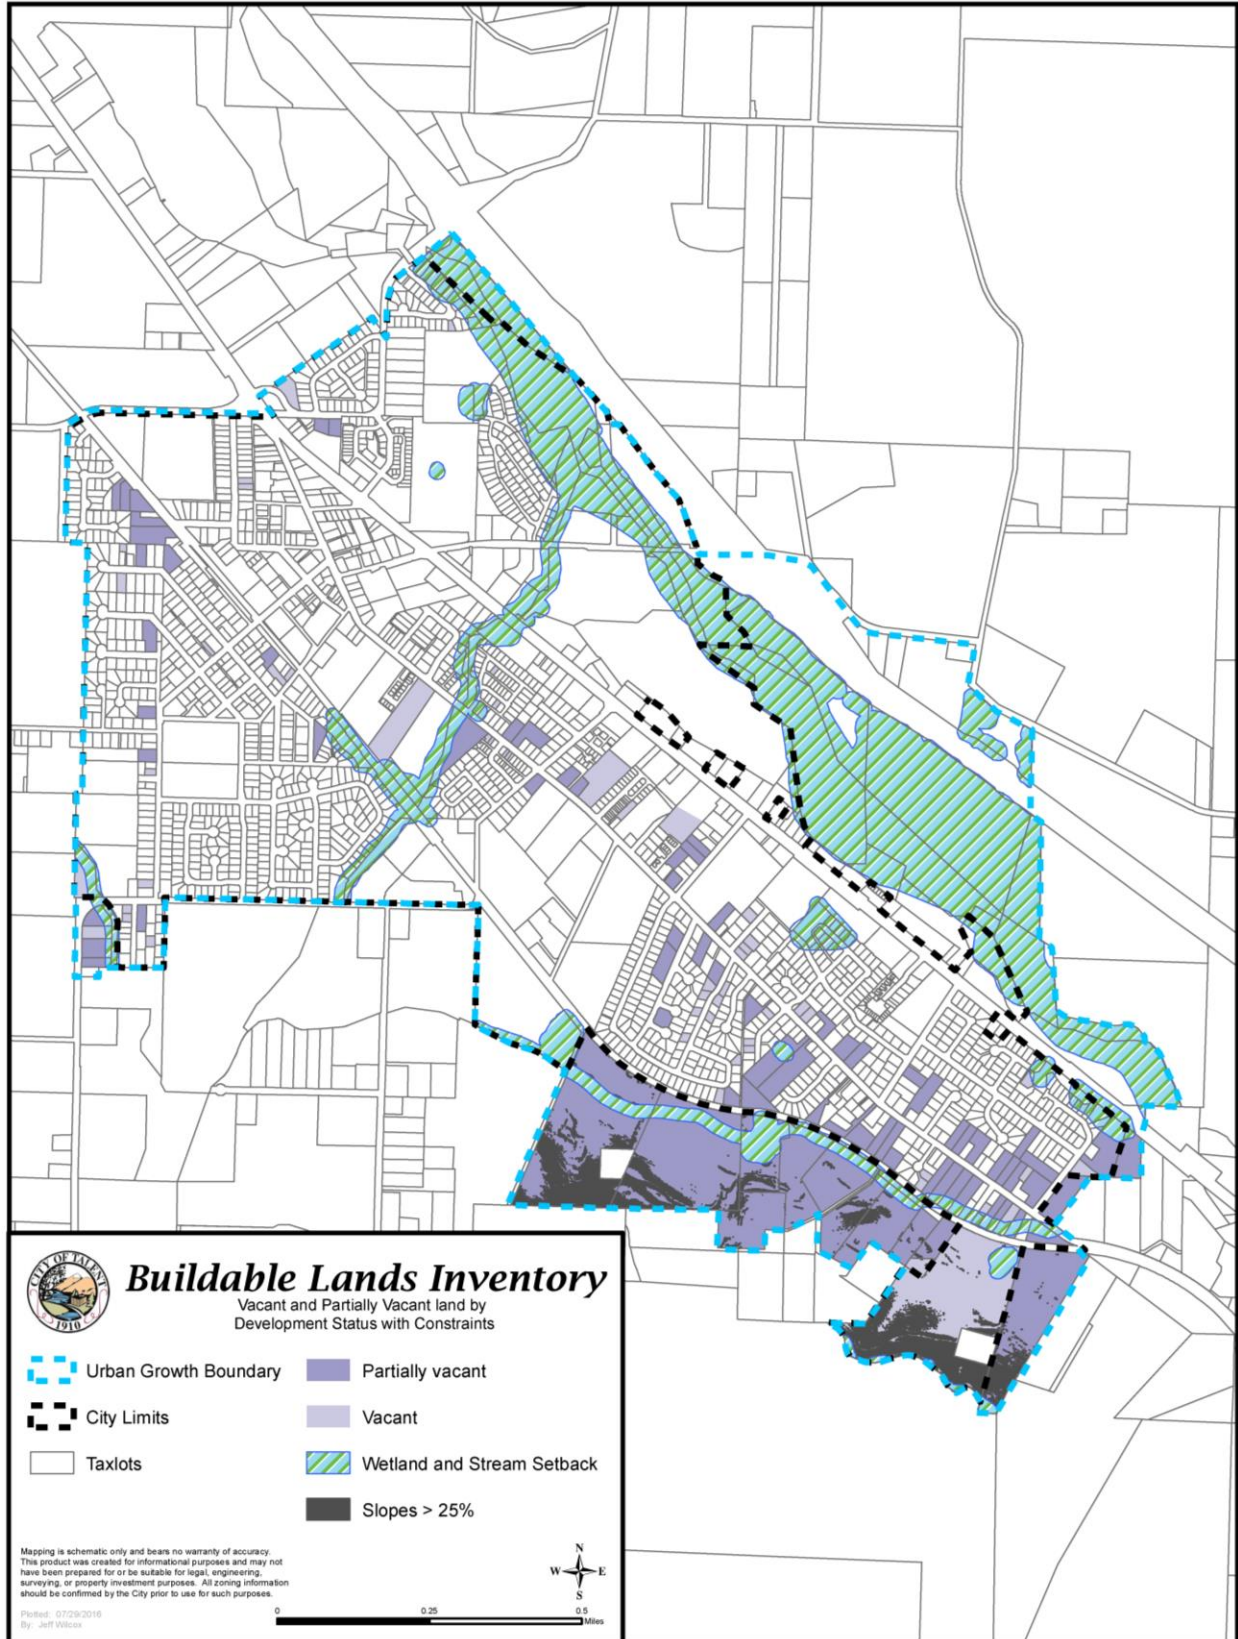 CITY OF TALENT
1910
Buildable Lands Inventory
Vacant and Partially Vacant land by
Development Status with Constraints
Urban Growth Boundary
Partially vacant
City Limits
Vacant
Taxlots
Wetland and Stream Setback
Slopes > 25%
Mapping is schematic only and bears no warranty of accuracy.
This product was created for informational purposes and may not
have been prepared for or be suitable for legal, engineering,
surveying, or property investment purposes. All zoning information
should be confirmed by the City prior to use for such purposes.
Plotted: 07/29/2016
By: Jeff Wilcox
N
W E
S
0 0.25 0.5
Miles